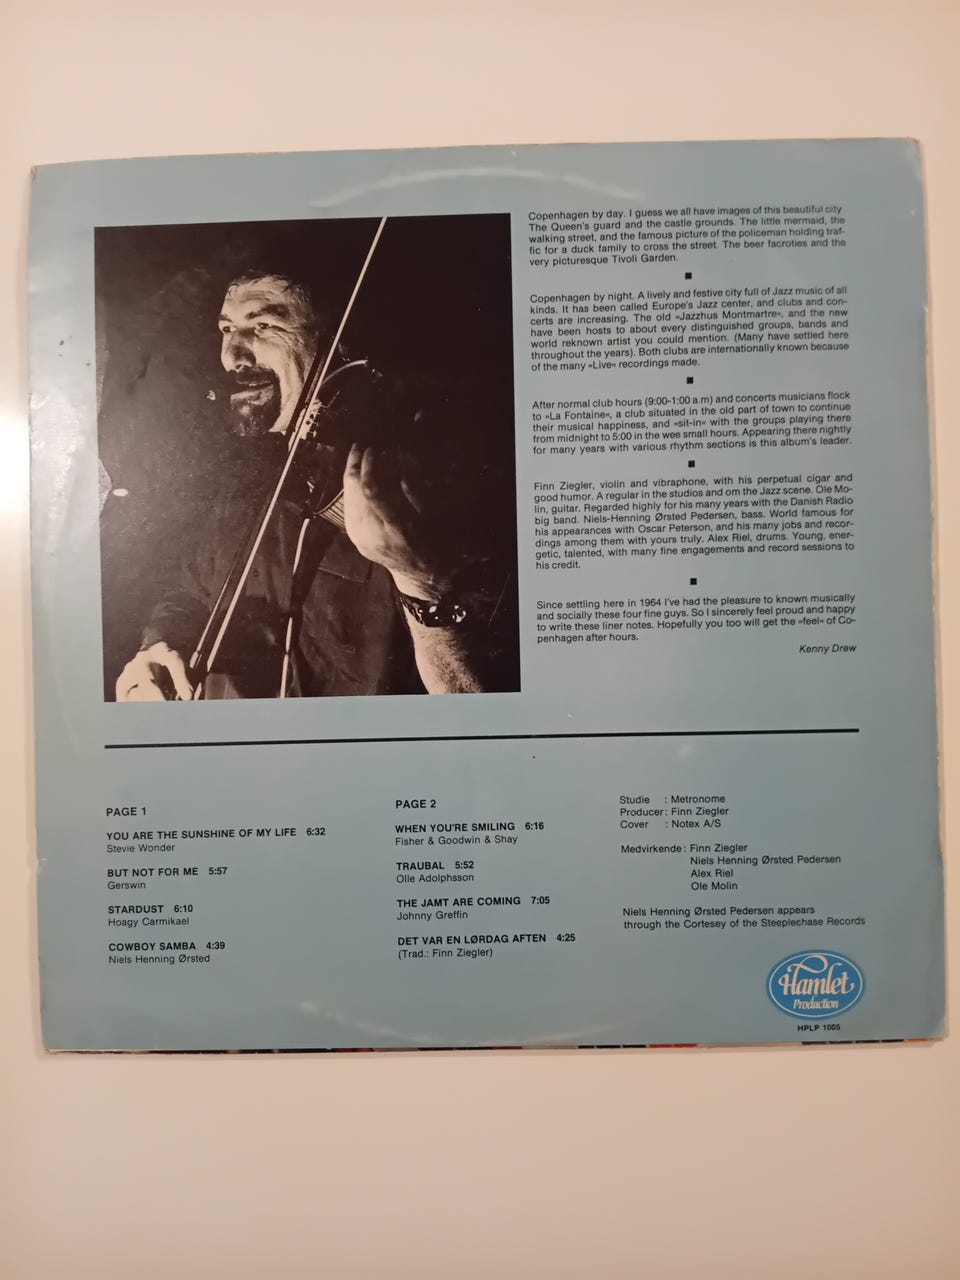 Copenhagen by day. I guess we all have images of this beautiful city
The Queen's guard and the castle grounds. The little mermaid, the
walking street, and the famous picture of the policeman holding traf-
fic for a duck family to cross the street. The beer facroties and the
very picturesque Tivoli Garden.
Copenhagen by night. A lively and festive city full of Jazz music of all
kinds. It has been called Europe's Jazz center, and clubs and con-
certs are increasing. The old »Jazzhus Montmartre«, and the new
have been hosts to about every distinguished groups, bands and
world reknown artist you could mention. (Many have settled here
throughout the years). Both clubs are internationally known because
of the many »Live« recordings made.
After normal club hours (9:00-1:00 a.m) and concerts musicians flock
to »La Fontaine«, a club situated in the old part of town to continue
their musical happiness, and »sit-in« with the groups playing there
from midnight to 5:00 in the wee small hours. Appearing there nightly
for many years with various rhythm sections is this album's leader.
Finn Ziegler, violin and vibraphone, with his perpetual cigar and
good humor. A regular in the studios and om the Jazz scene. Ole Mo-
lin, guitar. Regarded highly for his many years with the Danish Radio
big band. Niels-Henning Ørsted Pedersen, bass. World famous for
his appearances with Oscar Peterson, and his many jobs and recor-
dings among them with yours truly. Alex Riel, drums. Young, ener-
getic, talented, with many fine engagements and record sessions to
his credit.
Since settling here in 1964 I've had the pleasure to known musically
and socially these four fine guys. So I sincerely feel proud and happy
to write these liner notes. Hopefully you too will get the »feel« of Co-
penhagen after hours.
Kenny Drew
PAGE 1
YOU ARE THE SUNSHINE OF MY LIFE 6:32
Stevie Wonder
BUT NOT FOR ME 5:57
Gerswin
STARDUST 6:10
Hoagy Carmikael
COWBOY SAMBA 4:39
Niels Henning Ørsted
PAGE 2
WHEN YOU'RE SMILING 6:16
Fisher & Goodwin & Shay
TRAUBAL 5:52
Olle Adolphsson
THE JAMT ARE COMING 7:05
Johnny Greffin
DET VAR EN LØRDAG AFTEN 4:25
(Trad.: Finn Ziegler)
Studie : Metronome
Producer: Finn Ziegler
Cover : Notex A/S
Medvirkende: Finn Ziegler
Niels Henning Ørsted Pedersen
Alex Riel
Ole Molin
Niels Henning Ørsted Pedersen appears
through the Cortesey of the Steeplechase Records
Hamlet
Production
HPLP 1005